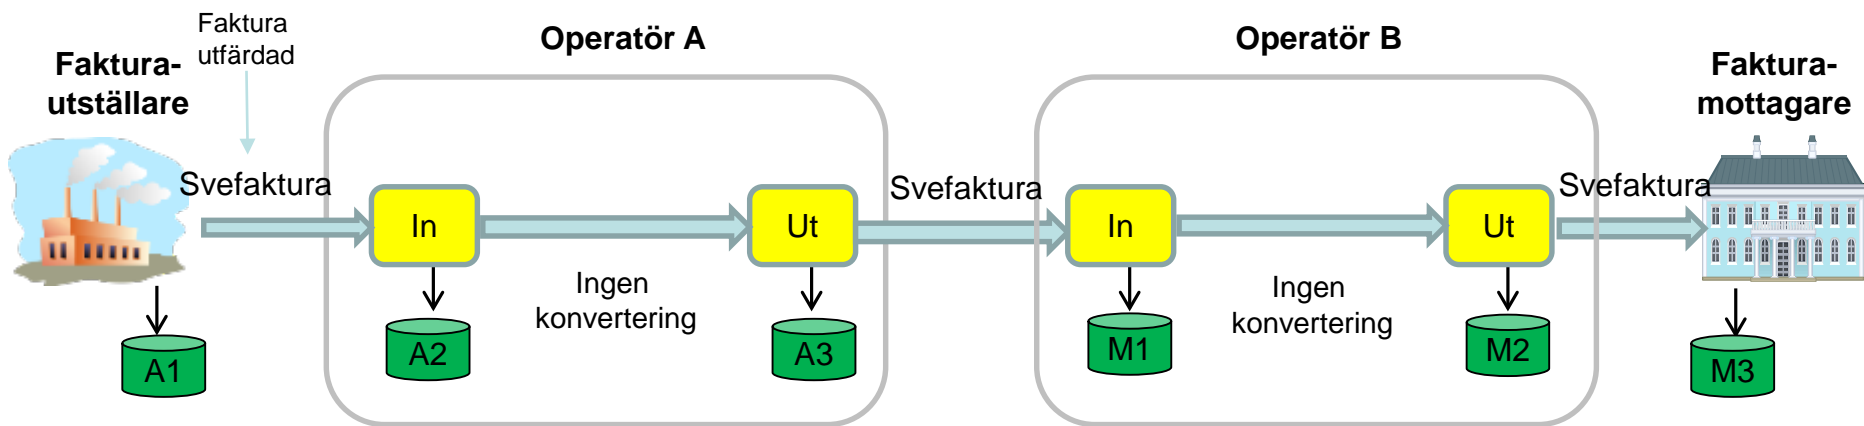 Faktura
utfärdad
Operatör A
Operatör B
Faktura-
utställare
Faktura-
mottagare
Svefaktura
In
Ut
Svefaktura
In
Ut
Svefaktura
Ingen
konvertering
Ingen
konvertering
A1
A2
A3
M1
M2
M3